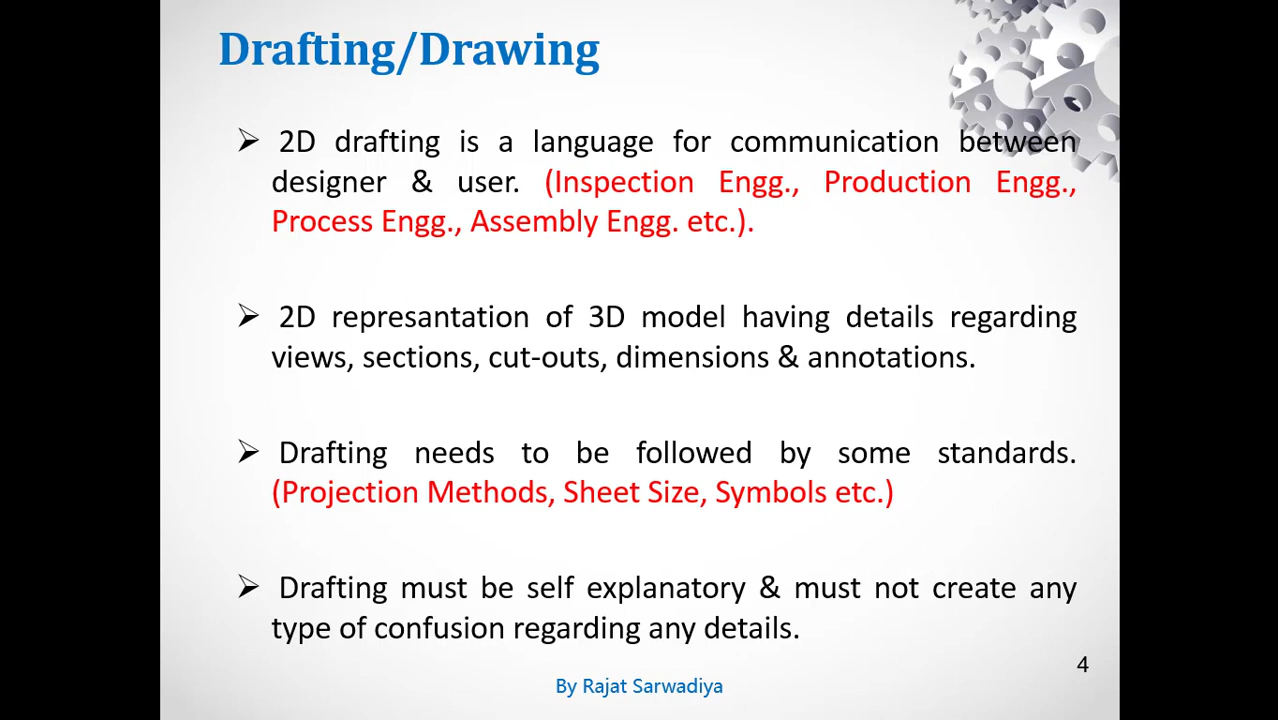 Drafting/Drawing
➢ 2D drafting is a language for communication between
designer & user. (Inspection Engg., Production Engg.,
Process Engg., Assembly Engg. etc.).
➢ 2D represantation of 3D model having details regarding
views, sections, cut-outs, dimensions & annotations.
➢ Drafting needs to be followed by some standards.
(Projection Methods, Sheet Size, Symbols etc.)
➢ Drafting must be self explanatory & must not create any
type of confusion regarding any details.
4
By Rajat Sarwadiya